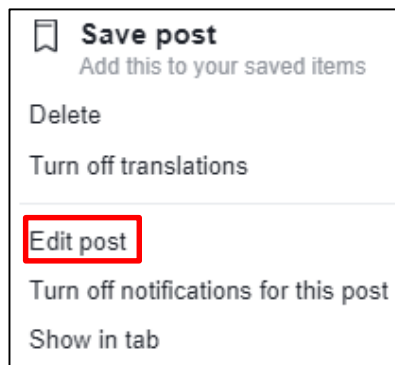 Save post
Add this to your saved items
Delete
Turn off translations
Edit post
Turn off notifications for this post
Show in tab